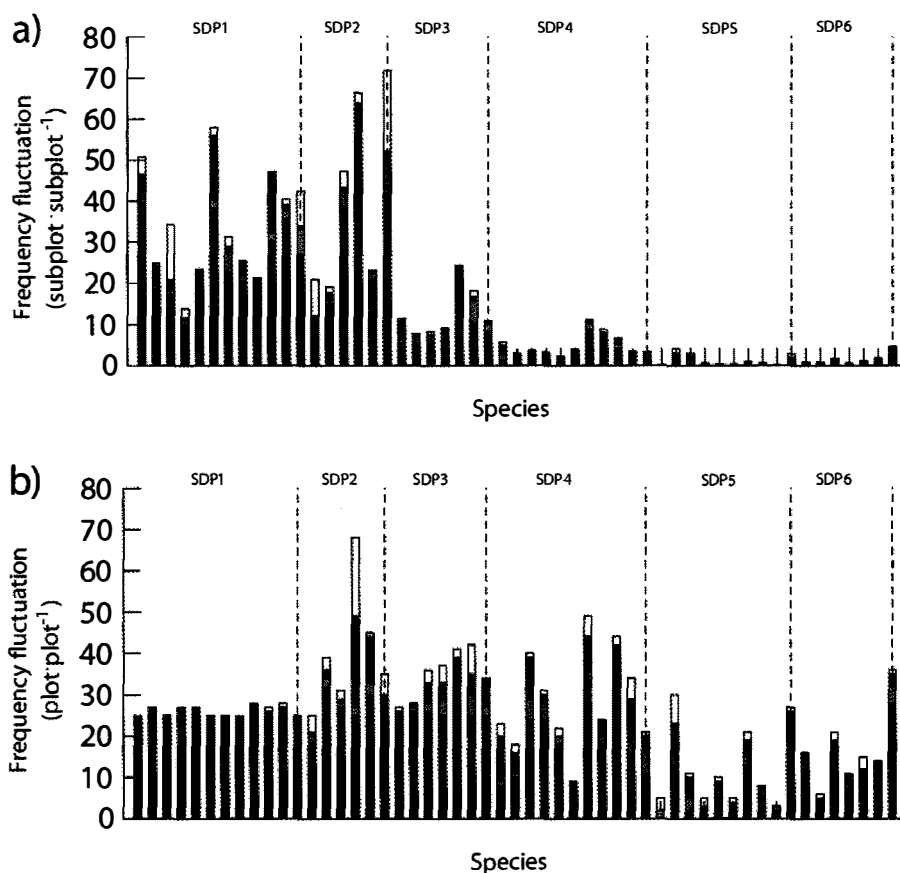 a)
SDP1 SDP2 SDP3 SDP4 SDP5 SDP6
Frequency fluctuation
(subplot·subplot⁻¹)
80
70
60
50
40
30
20
10
0
Species
b)
SDP1 SDP2 SDP3 SDP4 SDP5 SDP6
Frequency fluctuation
(plot·plot⁻¹)
80
70
60
50
40
30
20
10
0
Species